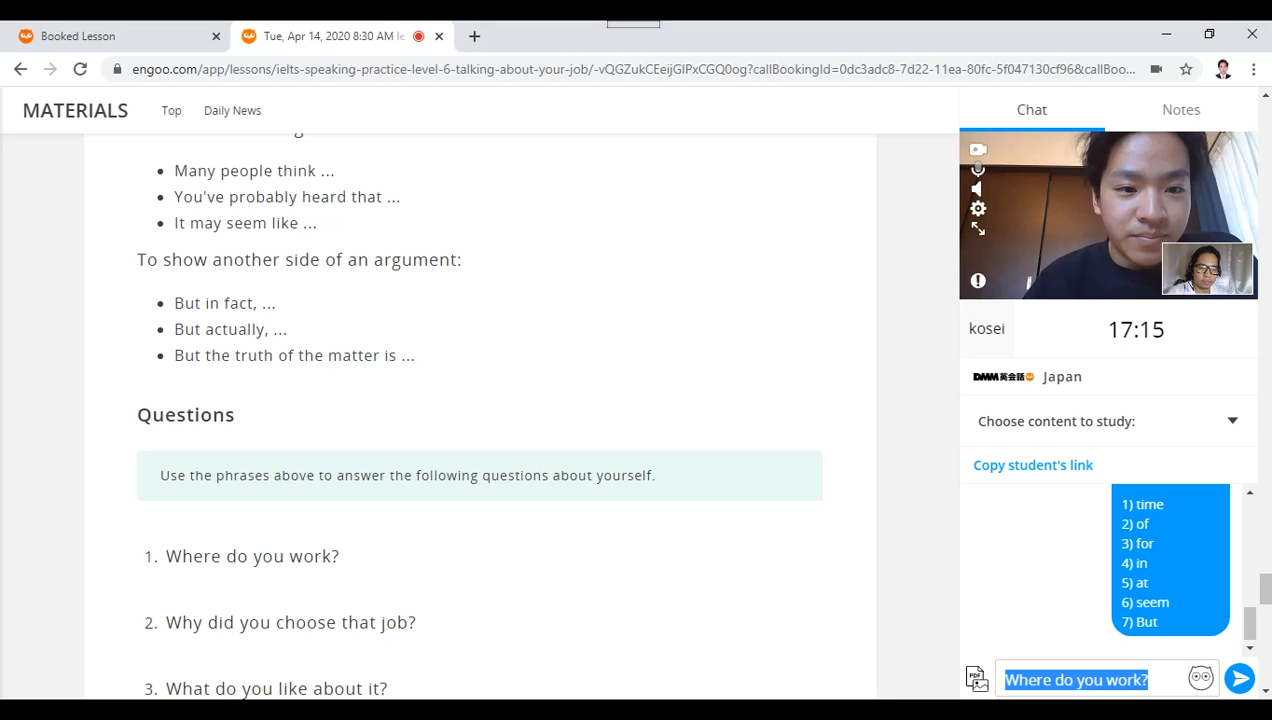 Booked Lesson
Tue, Apr 14, 2020 8:30 AM le
engoo.com/app/lessons/ielts-speaking-practice-level-6-talking-about-your-job/-vQGZukCEeijGlPxCGQ0og?callBookingId=0dc3adc8-7d22-11ea-80fc-5f047130cf96&callBoo...
MATERIALS
Top
Daily News
Many people think ...
You've probably heard that ...
It may seem like ...
To show another side of an argument:
But in fact, ...
But actually, ...
But the truth of the matter is ...
Questions
Use the phrases above to answer the following questions about yourself.
1. Where do you work?
2. Why did you choose that job?
3. What do you like about it?
Chat
Notes
kosei
17:15
DMM英会話
Japan
Choose content to study:
Copy student's link
1) time
2) of
3) for
4) in
5) at
6) seem
7) But
PDF
Where do you work?